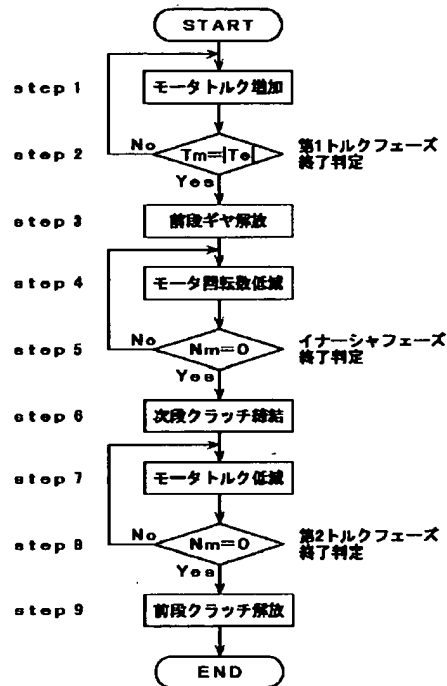 START
step 1
モータトルク増加
No
step 2
Tm=|Te|
第1トルクフェーズ
終了判定
Yes
step 3
前段ギヤ解放
step 4
モータ回転数低減
No
step 5
Nm=0
イナーシャフェーズ
終了判定
Yes
step 6
次段クラッチ締結
step 7
モータトルク低減
No
step 8
Nm=0
第2トルクフェーズ
終了判定
Yes
step 9
前段クラッチ解放
END